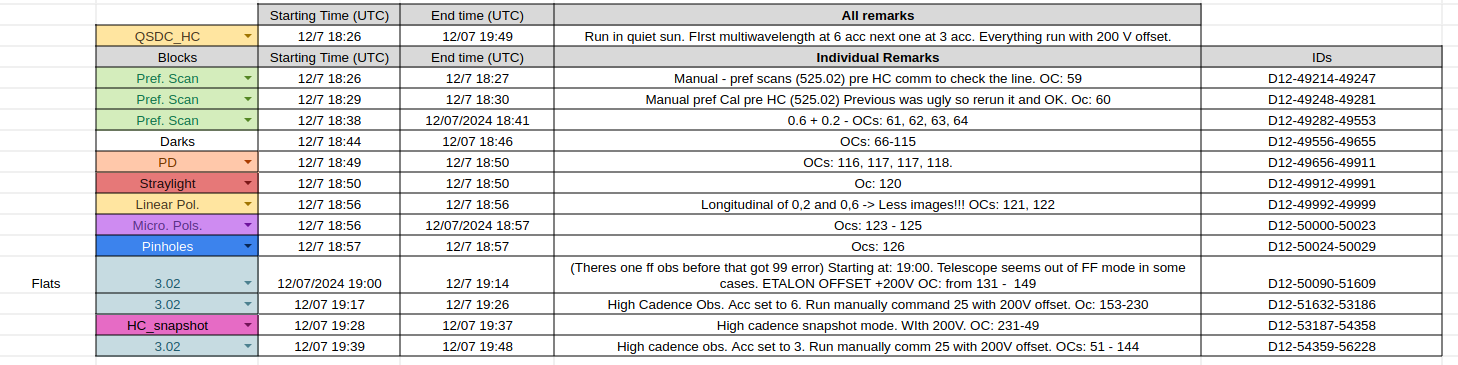 Starting Time (UTC) End time (UTC) All remarks
QSDC_HC 12/7 18:26 12/07 19:49 Run in quiet sun. FIrst multiwavelength at 6 acc next one at 3 acc. Everything run with 200 V offset.
Blocks Starting Time (UTC) End time (UTC) Individual Remarks IDs
Pref. Scan 12/7 18:26 12/7 18:27 Manual - pref scans (525.02) pre HC comm to check the line. OC: 59 D12-49214-49247
Pref. Scan 12/7 18:29 12/7 18:30 Manual pref Cal pre HC (525.02) Previous was ugly so rerun it and OK. Oc: 60 D12-49248-49281
Pref. Scan 12/7 18:38 12/07/2024 18:41 0.6 + 0.2 - OCs: 61, 62, 63, 64 D12-49282-49553
Darks 12/7 18:44 12/07 18:46 OCs: 66-115 D12-49556-49655
PD 12/7 18:49 12/7 18:50 OCs: 116, 117, 117, 118. D12-49656-49911
Straylight 12/7 18:50 12/7 18:50 Oc: 120 D12-49912-49991
Linear Pol. 12/7 18:56 12/7 18:56 Longitudinal of 0,2 and 0,6 -> Less images!!! OCs: 121, 122 D12-49992-49999
Micro. Pols. 12/7 18:56 12/07/2024 18:57 Ocs: 123 - 125 D12-50000-50023
Pinholes 12/7 18:57 12/7 18:57 Ocs: 126 D12-50024-50029
(Theres one ff obs before that got 99 error) Starting at: 19:00. Telescope seems out of FF mode in some
Flats 3.02 12/07/2024 19:00 12/7 19:14 cases. ETALON OFFSET +200V OC: from 131 - 149 D12-50090-51609
3.02 12/07 19:17 12/7 19:26 High Cadence Obs. Acc set to 6. Run manually command 25 with 200V offset. Oc: 153-230 D12-51632-53186
HC_snapshot 12/07 19:28 12/07 19:37 High cadence snapshot mode. WIth 200V. OC: 231-49 D12-53187-54358
3.02 12/07 19:39 12/07 19:48 High cadence obs. Acc set to 3. Run manually comm 25 with 200V offset. OCs: 51 - 144 D12-54359-56228